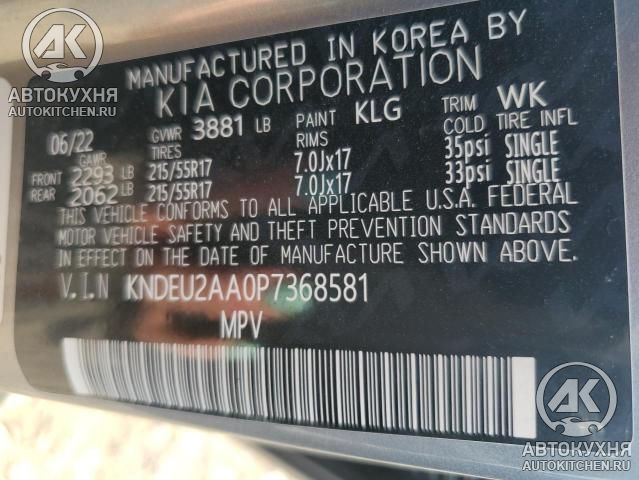 MANUFACTURED IN KOREA BY
KIA CORPORATION
06/22 GVWR 3881 LB PAINT KLG TRIM WK
GAWR TIRES RIMS COLD TIRE INFL
FRONT 2293 LB 215/55R17 7.0Jx17 35psi SINGLE
REAR 2062 LB 215/55R17 7.0Jx17 33psi SINGLE
THIS VEHICLE CONFORMS TO ALL APPLICABLE U.S.A. FEDERAL
MOTOR VEHICLE SAFETY AND THEFT PREVENTION STANDARDS
IN EFFECT ON THE DATE OF MANUFACTURE SHOWN ABOVE.
V.I.N KNDEU2AA0P7368581
MPV
АК
АВТОКУХНЯ
AUTOKITCHEN.RU
АК
АВТОКУХНЯ
AUTOKITCHEN.RU